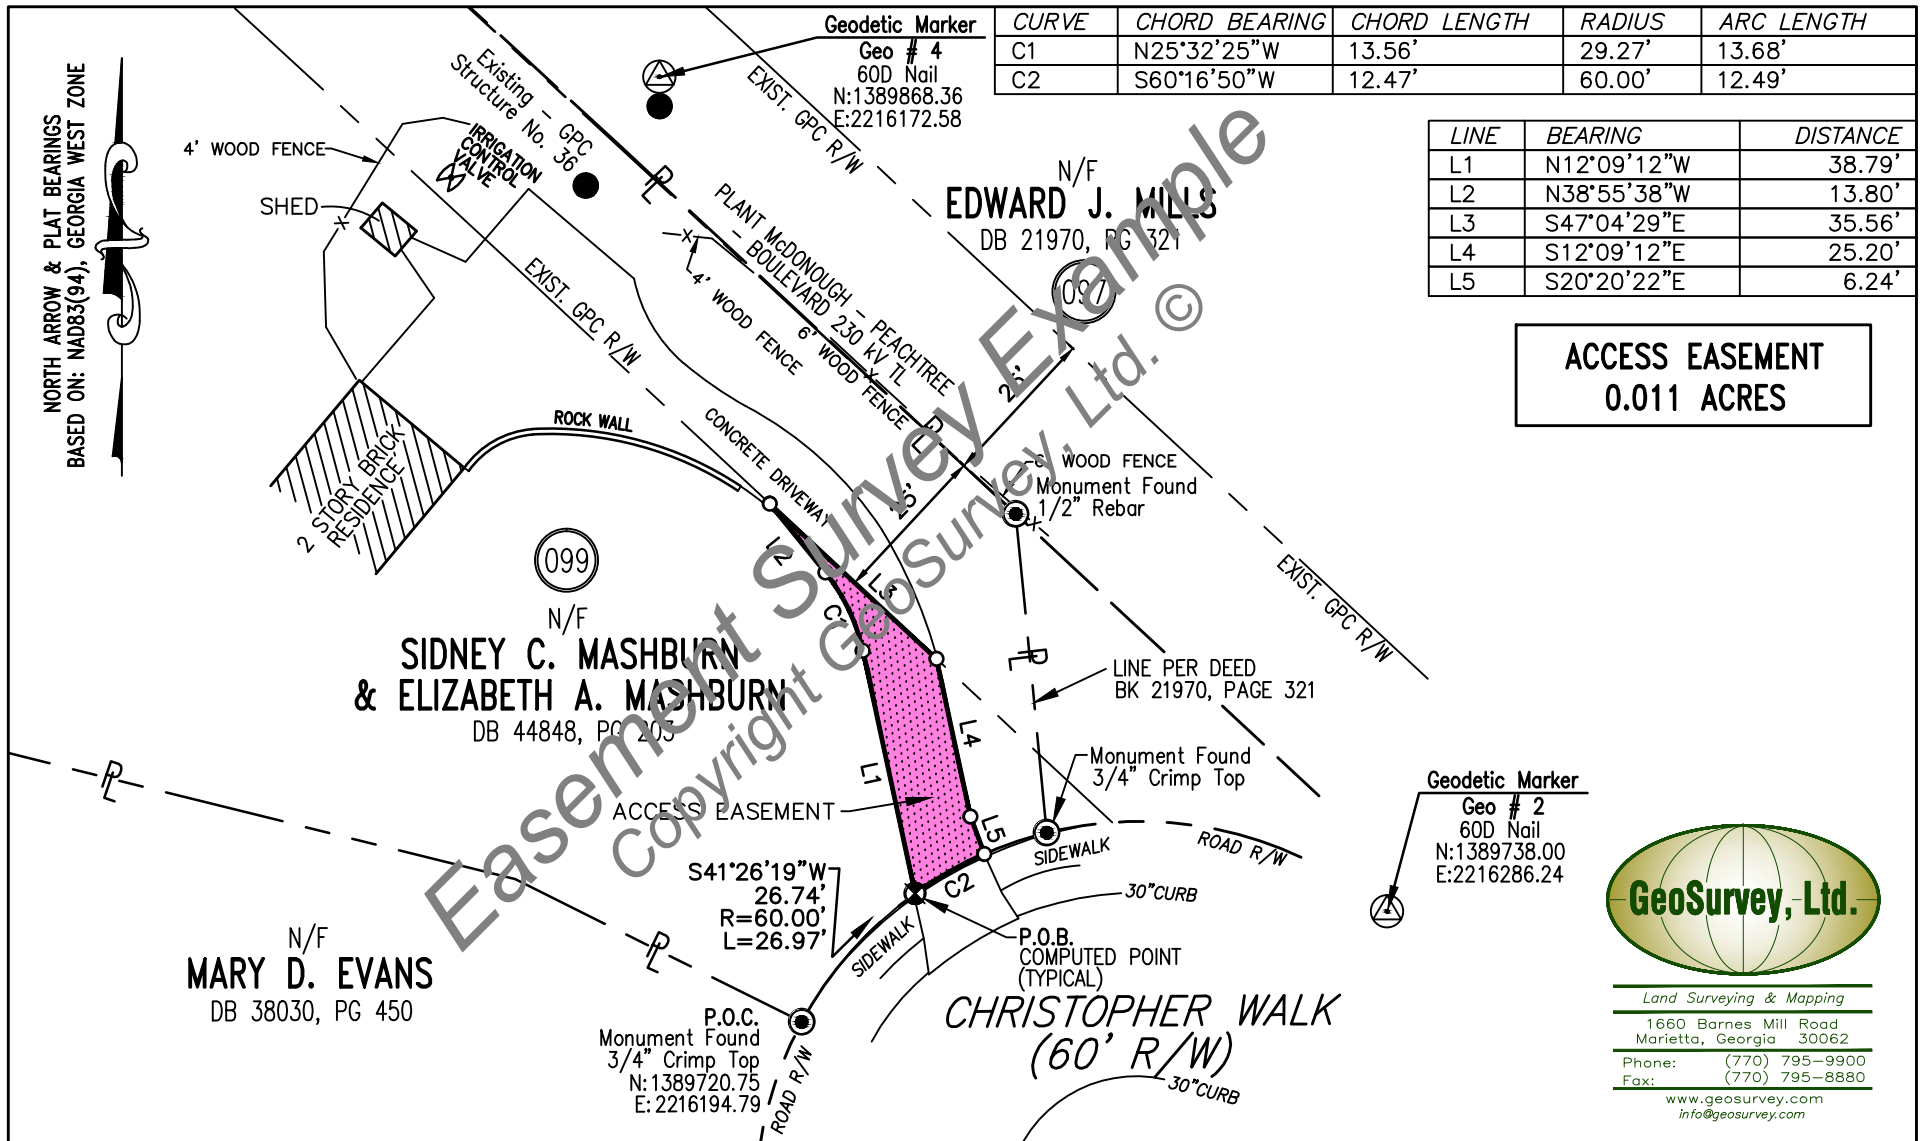 NORTH ARROW & PLAT BEARINGS
BASED ON: NAD83(94), GEORGIA WEST ZONE
Geodetic Marker
Geo # 4
60D Nail
N:1389868.36
E:2216172.58
CURVE CHORD BEARING CHORD LENGTH RADIUS ARC LENGTH
C1 N25°32'25"W 13.56' 29.27' 13.68'
C2 S60°16'50"W 12.47' 60.00' 12.49'
LINE BEARING DISTANCE
L1 N12°09'12"W 38.79'
L2 N38°55'38"W 13.80'
L3 S47°04'29"E 35.56'
L4 S12°09'12"E 25.20'
L5 S20°20'22"E 6.24'
ACCESS EASEMENT
0.011 ACRES
Existing - GPC
Structure No. 36
4' WOOD FENCE
IRRIGATION
CONTROL
VALVE
SHED
EXIST. GPC R/W
PL
EXIST. GPC R/W
N/F
EDWARD J. MILLS
DB 21970, PG 321
097
PLANT McDONOUGH - PEACHTREE
- BOULEVARD 230 kV TL
4' WOOD FENCE
6' WOOD FENCE
25'
25'
PL
6' WOOD FENCE
Monument Found
1/2" Rebar
ROCK WALL
CONCRETE DRIVEWAY
2 STORY BRICK
RESIDENCE
099
N/F
SIDNEY C. MASHBURN
& ELIZABETH A. MASHBURN
DB 44848, PG 203
L2
L3
C1
L1
L4
L5
C2
EXIST. GPC R/W
PL
LINE PER DEED
BK 21970, PAGE 321
Monument Found
3/4" Crimp Top
ACCESS EASEMENT
SIDEWALK
ROAD R/W
30"CURB
S41°26'19"W
26.74'
R=60.00'
L=26.97'
SIDEWALK
P.O.B.
COMPUTED POINT
(TYPICAL)
Geodetic Marker
Geo # 2
60D Nail
N:1389738.00
E:2216286.24
PL
PL
N/F
MARY D. EVANS
DB 38030, PG 450
P.O.C.
Monument Found
3/4" Crimp Top
N:1389720.75
E:2216194.79
ROAD R/W
CHRISTOPHER WALK
(60' R/W)
30"CURB
Easement Survey Example
Copyright GeoSurvey, Ltd. ©
GeoSurvey, Ltd.
Land Surveying & Mapping
1660 Barnes Mill Road
Marietta, Georgia 30062
Phone: (770) 795-9900
Fax: (770) 795-8880
www.geosurvey.com
info@geosurvey.com